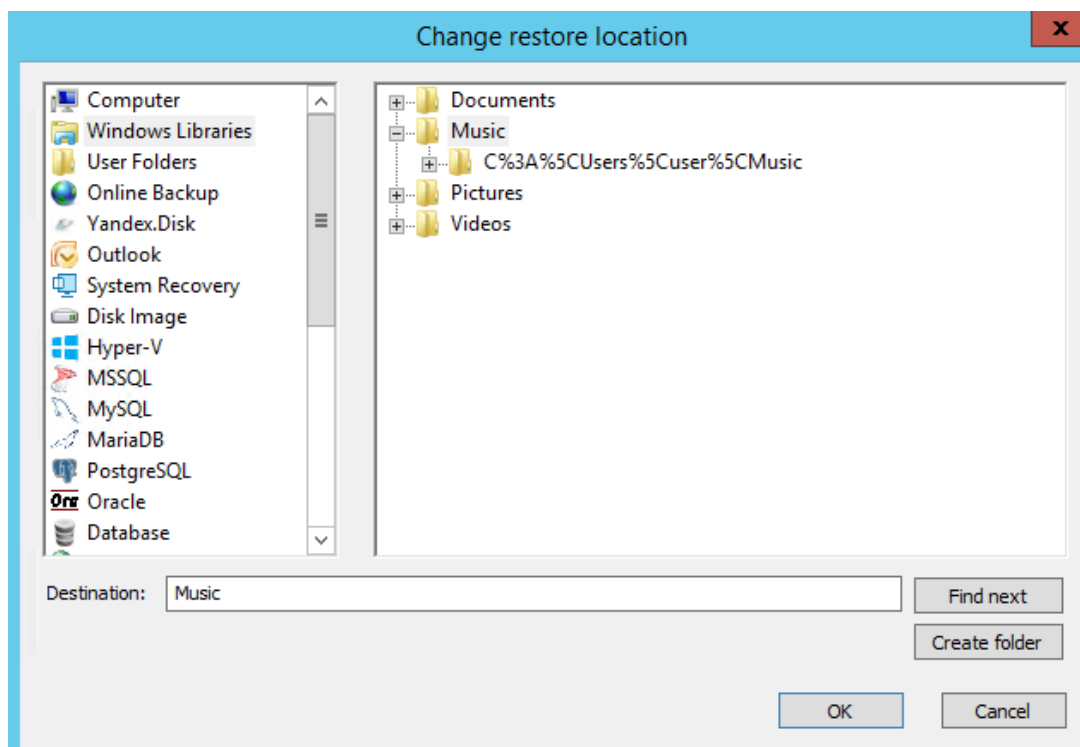 Change restore location
x
Computer
Windows Libraries
User Folders
Online Backup
Yandex.Disk
Outlook
System Recovery
Disk Image
Hyper-V
MSSQL
MySQL
MariaDB
PostgreSQL
Ora Oracle
Database
Documents
Music
C%3A%5CUsers%5Cuser%5CMusic
Pictures
Videos
Destination: Music
Find next
Create folder
OK Cancel